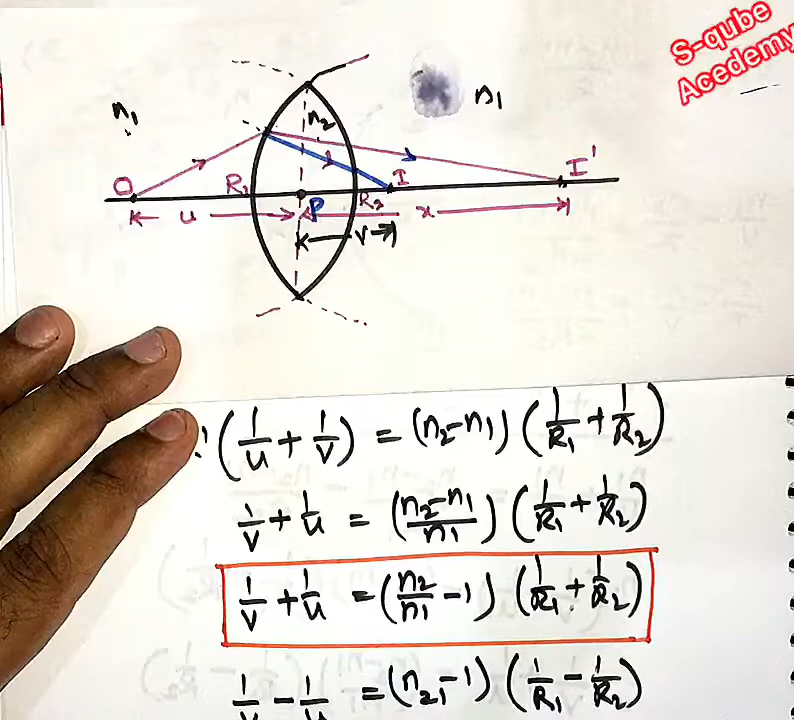 S-qube
Acedemy
n₁
n₂
n₁
O
R₁
P
R₂
I
I'
u
x
v
(1/u + 1/v) = (n₂-n₁) (1/R₁ + 1/R₂)
1/v + 1/u = (n₂-n₁/n₁) (1/R₁ + 1/R₂)
1/v + 1/u = (n₂/n₁ - 1) (1/R₁ + 1/R₂)
1/v - 1/u = (n₂₁ - 1) (1/R₁ - 1/R₂)